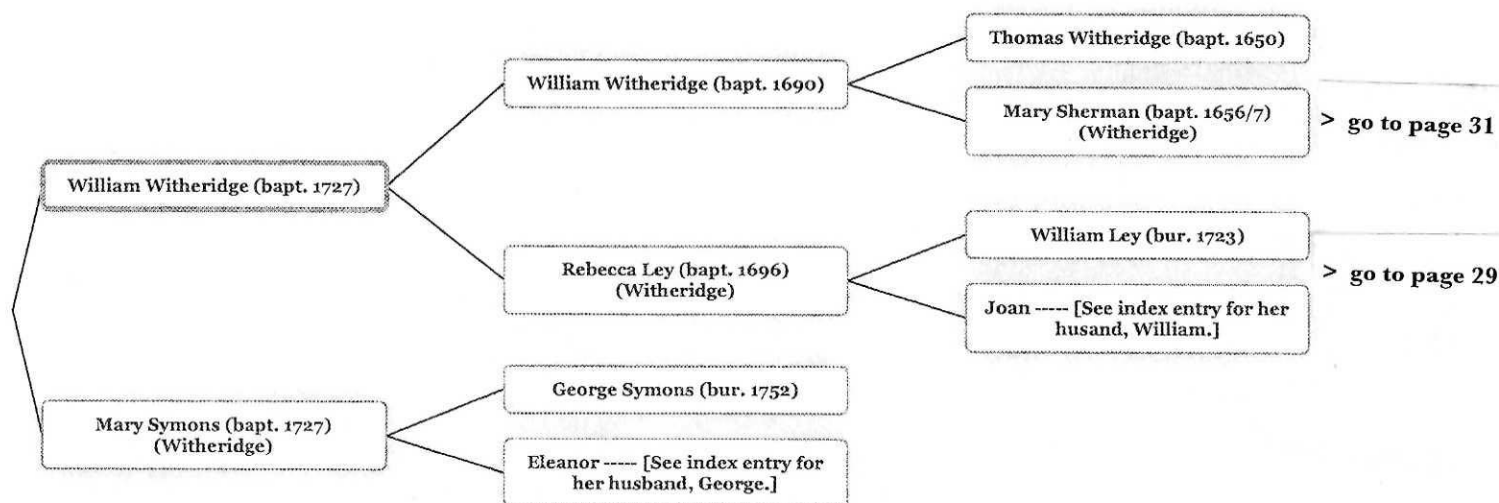 Thomas Witheridge (bapt. 1650)
William Witheridge (bapt. 1690)
Mary Sherman (bapt. 1656/7)
(Witheridge)
> go to page 31
William Witheridge (bapt. 1727)
William Ley (bur. 1723)
Rebecca Ley (bapt. 1696)
(Witheridge)
> go to page 29
Joan ----- [See index entry for her
husand, William.]
George Symons (bur. 1752)
Mary Symons (bapt. 1727)
(Witheridge)
Eleanor ----- [See index entry for
her husband, George.]